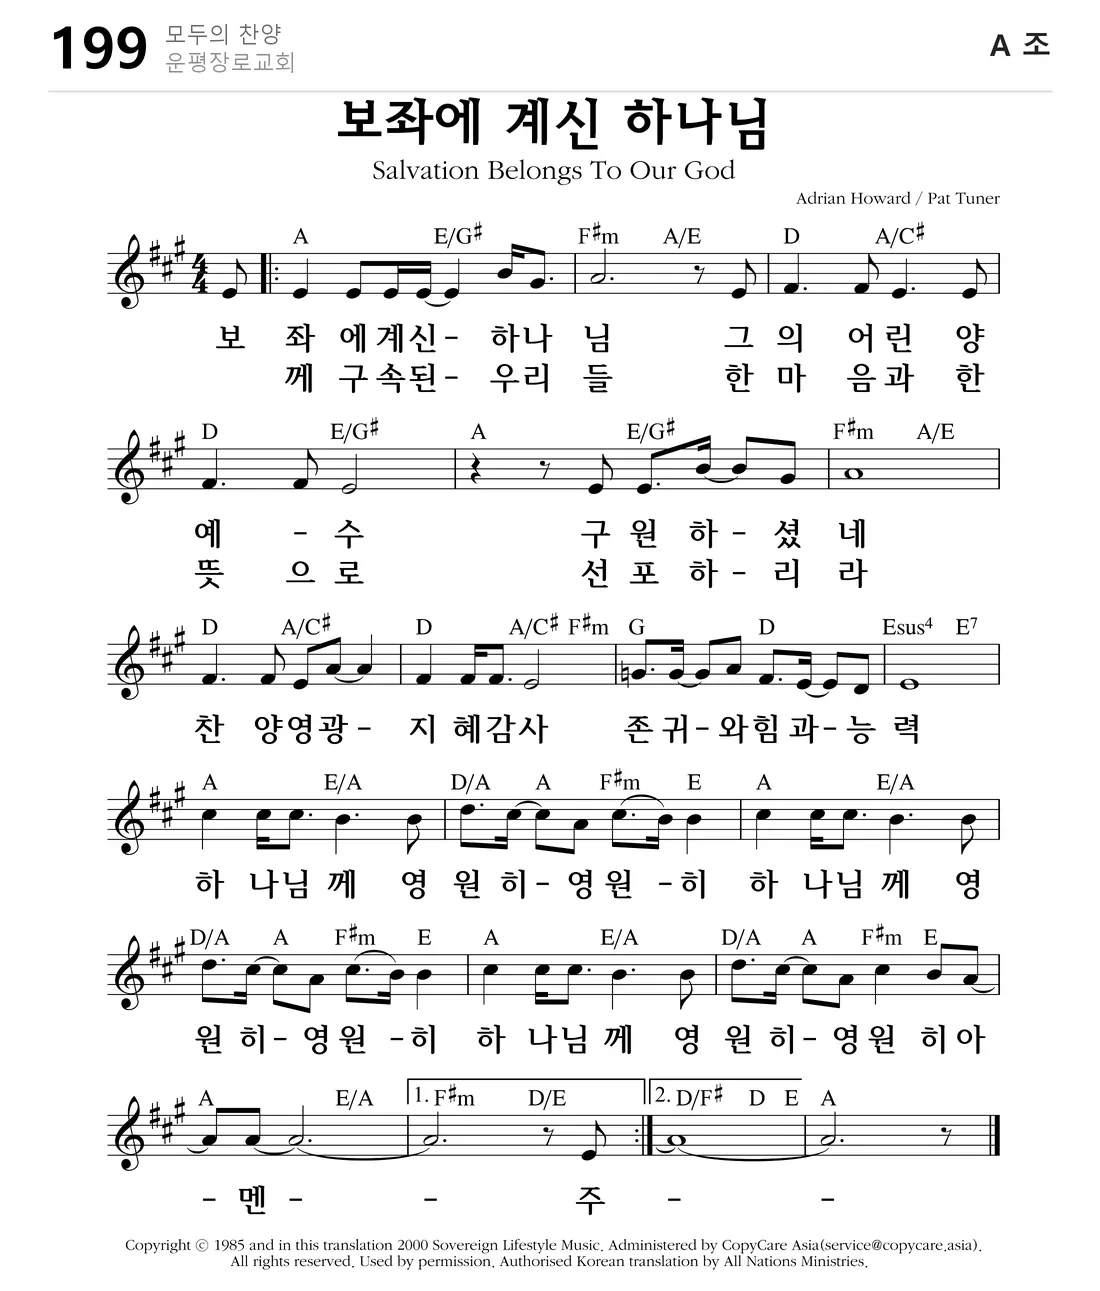 199 모두의 찬양
운평장로교회
A 조
보좌에 계신 하나님
Salvation Belongs To Our God
Adrian Howard / Pat Tuner
A E/G# F#m A/E D A/C#
보 좌 에계신- 하나 님 그 의 어린 양
께 구속된- 우리 들 한 마 음과 한
D E/G# A E/G# F#m A/E
예 - 수 구 원 하 - 셨 네
뜻 으 로 선 포 하 - 리 라
D A/C# D A/C# F#m G D Esus4 E7
찬 양영광 - 지 혜감사 존귀-와힘과-능 력
A E/A D/A A F#m E A E/A
하 나님 께 영 원 히-영원 -히 하 나님 께 영
D/A A F#m E A E/A D/A A F#m E
원 히-영원 -히 하 나님 께 영 원 히-영원 히아
A E/A 1. F#m D/E 2. D/F# D E A
- 멘 - - 주 - -
Copyright ⓒ 1985 and in this translation 2000 Sovereign Lifestyle Music. Administered by CopyCare Asia(service@copycare.asia).
All rights reserved. Used by permission. Authorised Korean translation by All Nations Ministries.